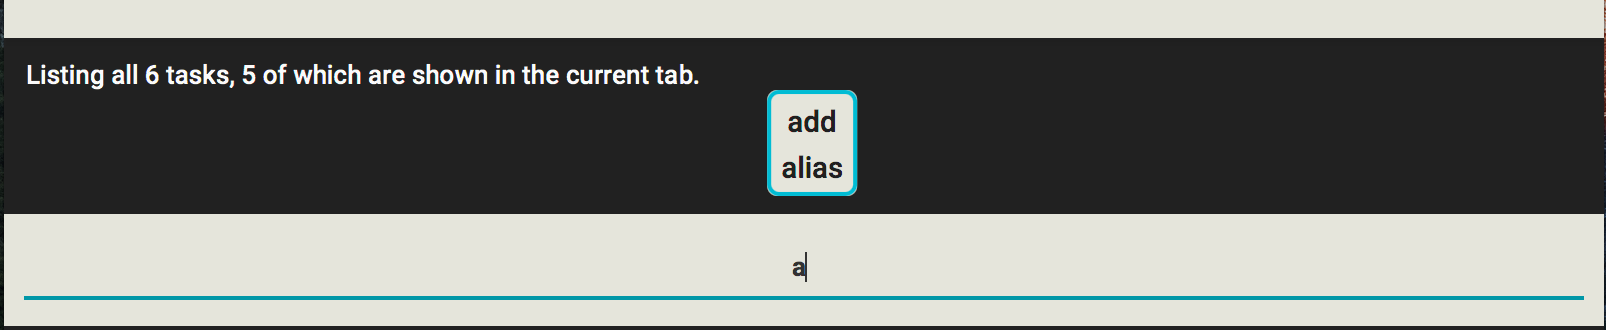 Listing all 6 tasks, 5 of which are shown in the current tab.
add
alias
a